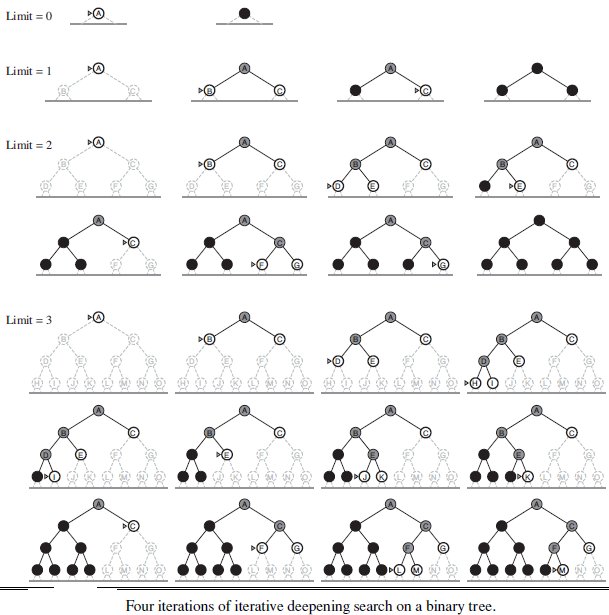 Limit = 0 A
Limit = 1 A A A
B C B C C
Limit = 2 A A A A
B C B C B C B C
D E F G D E F G D E F G E F G
A A A
C C C
F G F G G
Limit = 3 A A A A
B C B C B C B C
D E F G D E F G D E F G D E F G
H I J K L M N O H I J K L M N O H I J K L M N O H I J K L M N O
A A A A
B C B C B C B C
D E F G E F G E F G E F G
I J K L M N O J K L M N O J K L M N O K L M N O
A A A A
C C C C
F G F G F G F G
L M N O L M N O L M N O M N O
Four iterations of iterative deepening search on a binary tree.